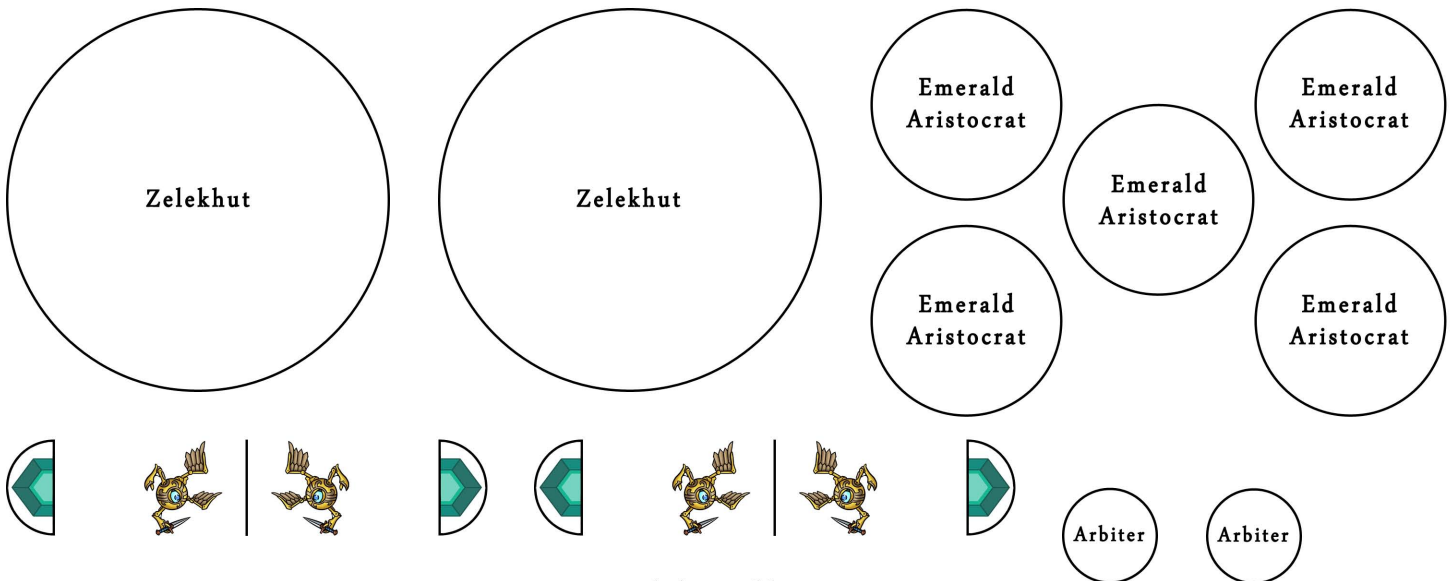 Zelekhut
Zelekhut
Emerald
Aristocrat
Emerald
Aristocrat
Emerald
Aristocrat
Emerald
Aristocrat
Emerald
Aristocrat
Arbiter
Arbiter